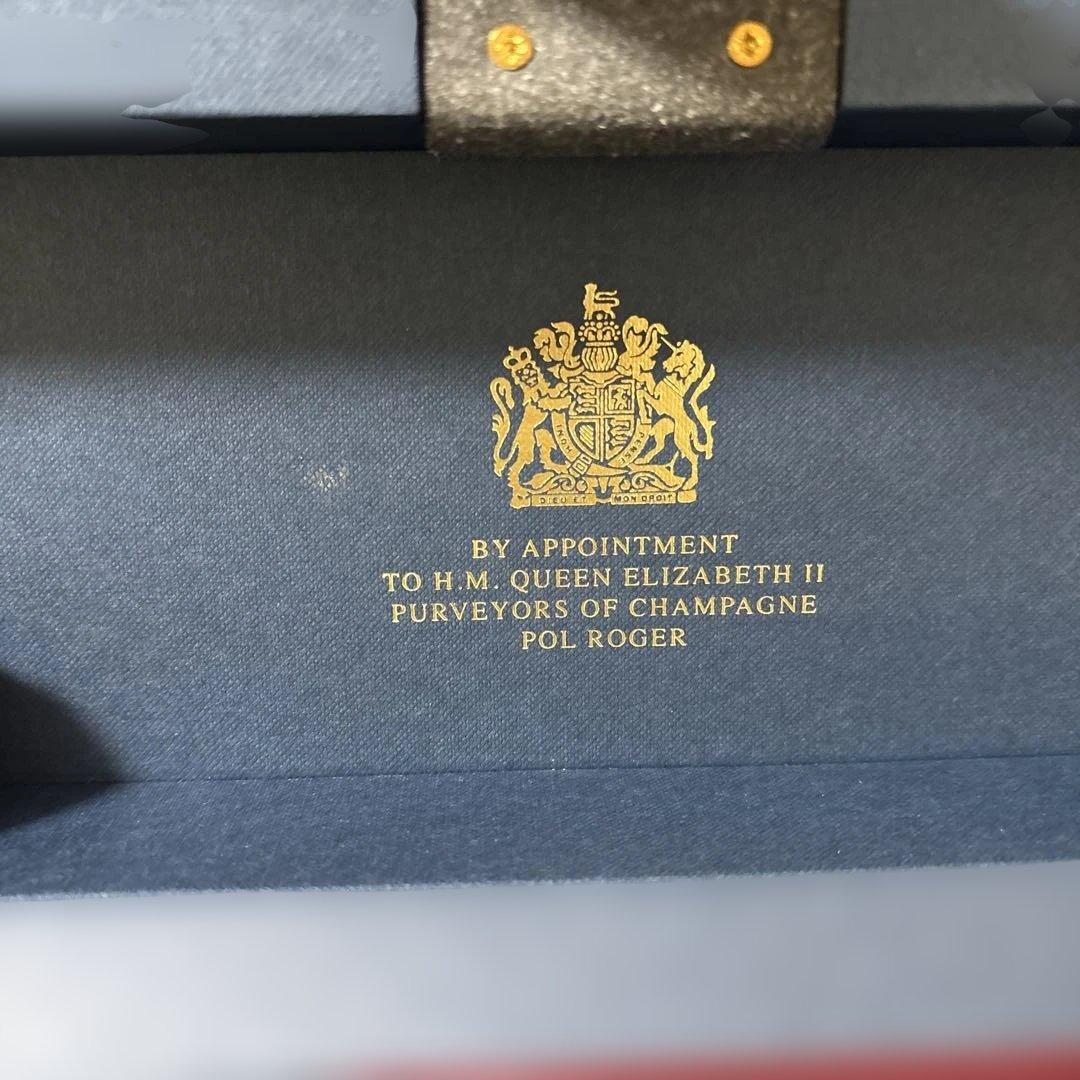 DIEU ET MON DROIT
BY APPOINTMENT
TO H.M. QUEEN ELIZABETH II
PURVEYORS OF CHAMPAGNE
POL ROGER